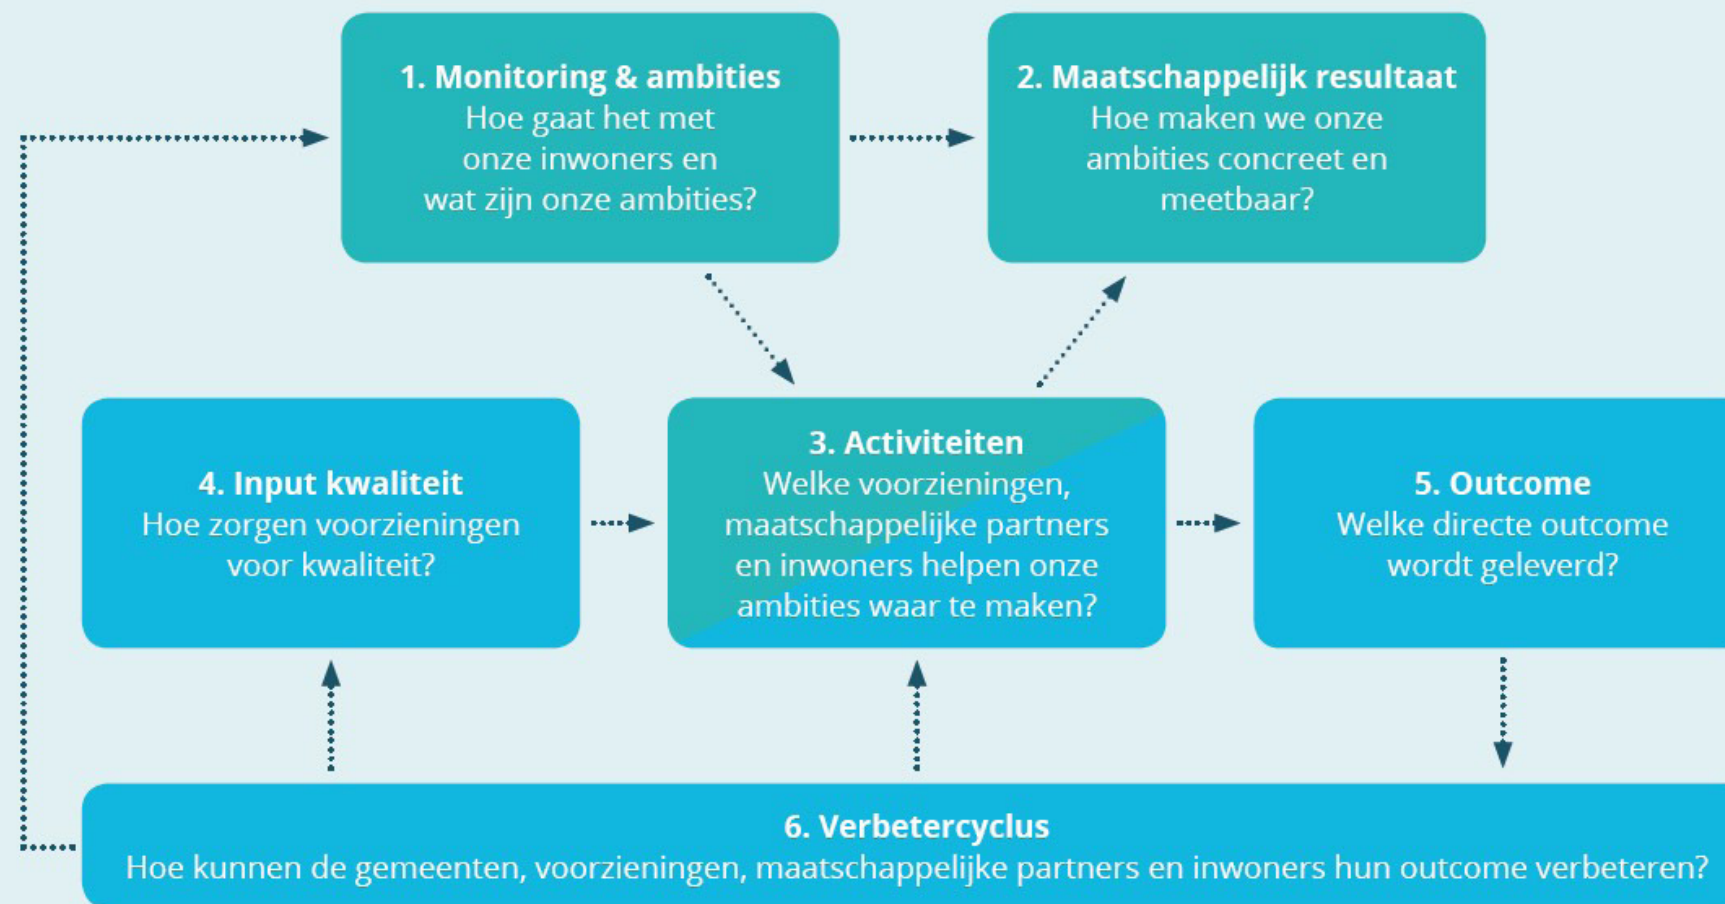 1. Monitoring & ambities
Hoe gaat het met
onze inwoners en
wat zijn onze ambities?
2. Maatschappelijk resultaat
Hoe maken we onze
ambities concreet en
meetbaar?
4. Input kwaliteit
Hoe zorgen voorzieningen
voor kwaliteit?
3. Activiteiten
Welke voorzieningen,
maatschappelijke partners
en inwoners helpen onze
ambities waar te maken?
5. Outcome
Welke directe outcome
wordt geleverd?
6. Verbetercyclus
Hoe kunnen de gemeenten, voorzieningen, maatschappelijke partners en inwoners hun outcome verbeteren?